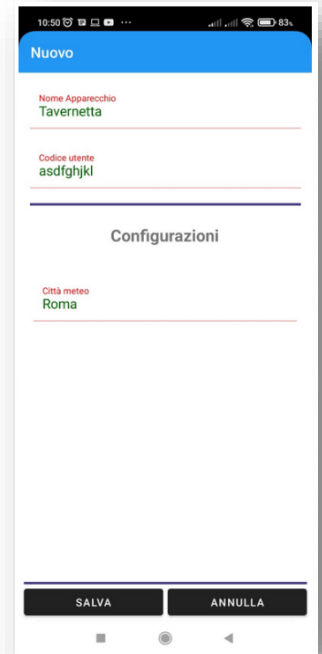 10:50 83%
Nuovo
Nome Apparecchio
Tavernetta
Codice utente
asdfghjkl
Configurazioni
Città meteo
Roma
SALVA ANNULLA